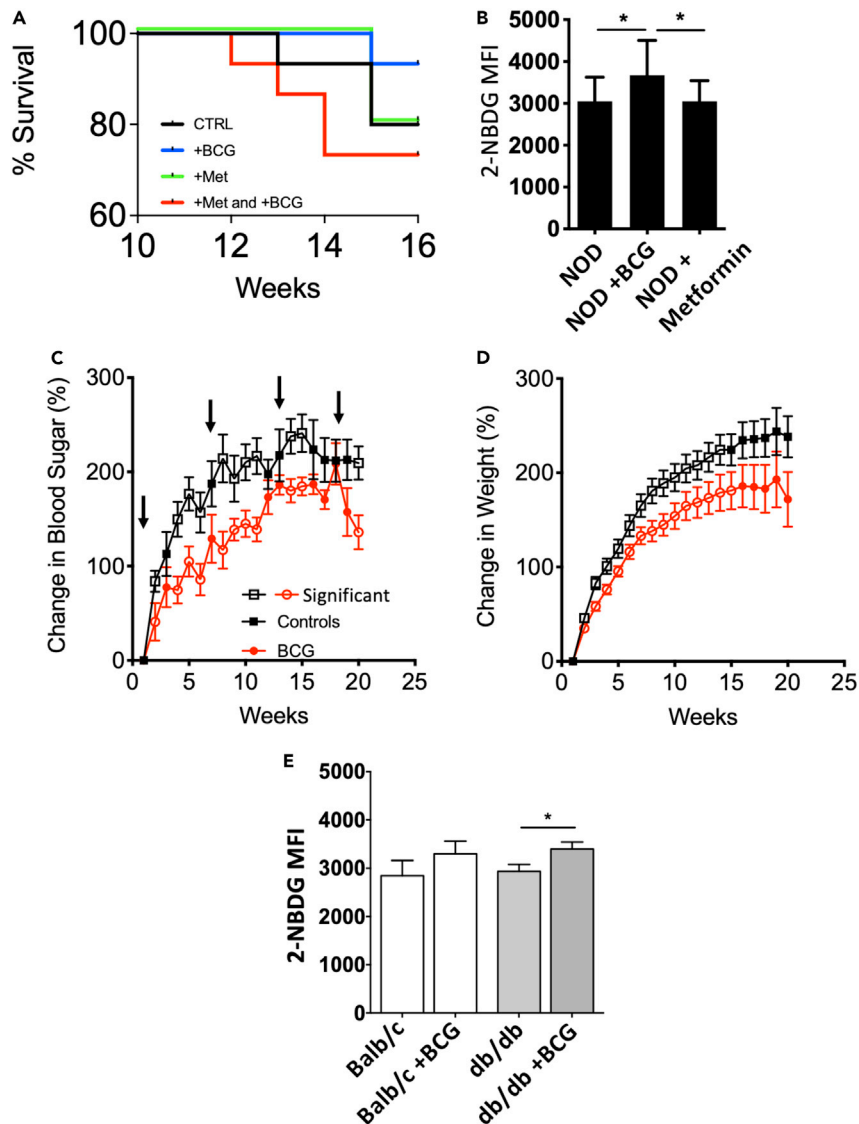 A
% Survival
100
80
60
10
12
14
16
Weeks
CTRL
+BCG
+Met
+Met and +BCG
B
2-NBDG MFI
5000
4000
3000
2000
1000
0
*
*
NOD
NOD +BCG
NOD +
Metformin
C
Change in Blood Sugar (%)
300
200
100
0
0
5
10
15
20
25
Weeks
Significant
Controls
BCG
D
Change in Weight (%)
300
200
100
0
0
5
10
15
20
25
Weeks
E
2-NBDG MFI
5000
4000
3000
2000
1000
0
*
Balb/c
Balb/c +BCG
db/db
db/db +BCG